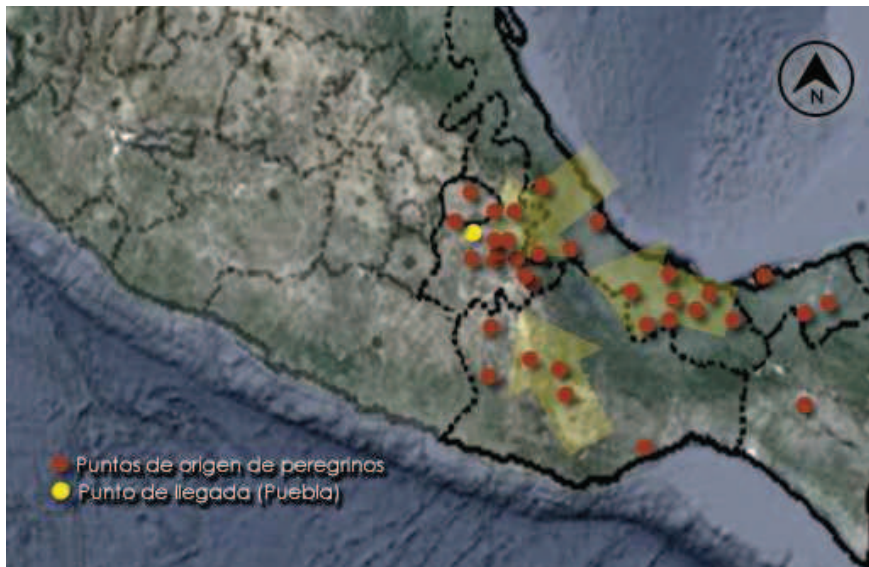 N
Puntos de origen de peregrinos
Punto de llegada (Puebla)